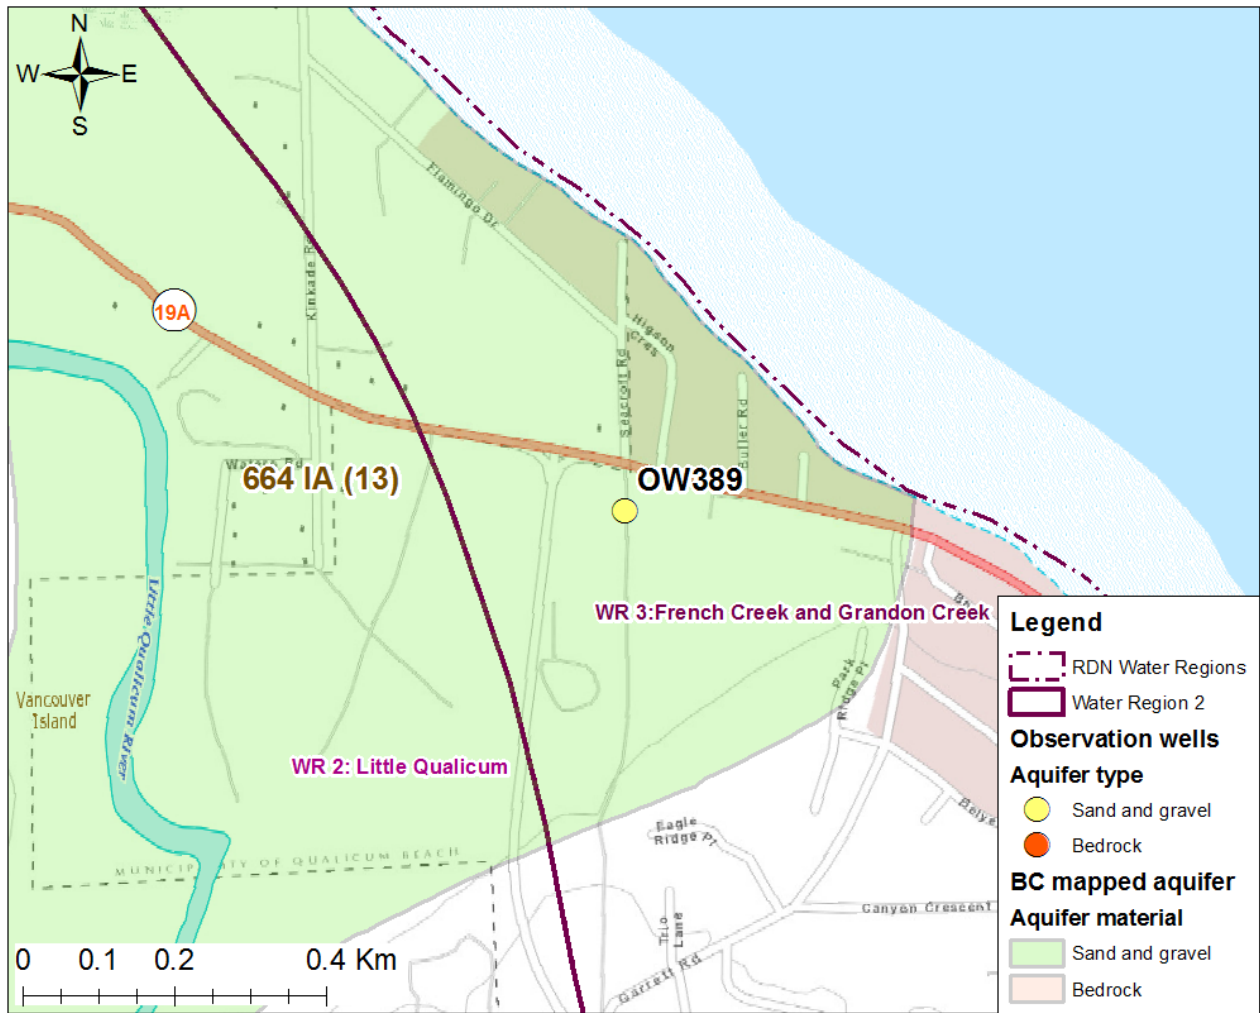 N
W E
S
Flamingo Dr
Kinkade Rd
19A
Higson
Cres
Seacroft Rd
Butler Rd
664 IA (13)
OW389
WR 3:French Creek and Grandon Creek
Little Qualicum River
Park
Ridge Pl
Vancouver
Island
WR 2: Little Qualicum
Eagle
Ridge Pl
MUNICIPALITY OF QUALICUM BEACH
Canyon Crescent
Trio
Lane
Garrett Rd
0 0.1 0.2 0.4 Km
Legend
RDN Water Regions
Water Region 2
Observation wells
Aquifer type
Sand and gravel
Bedrock
BC mapped aquifer
Aquifer material
Sand and gravel
Bedrock